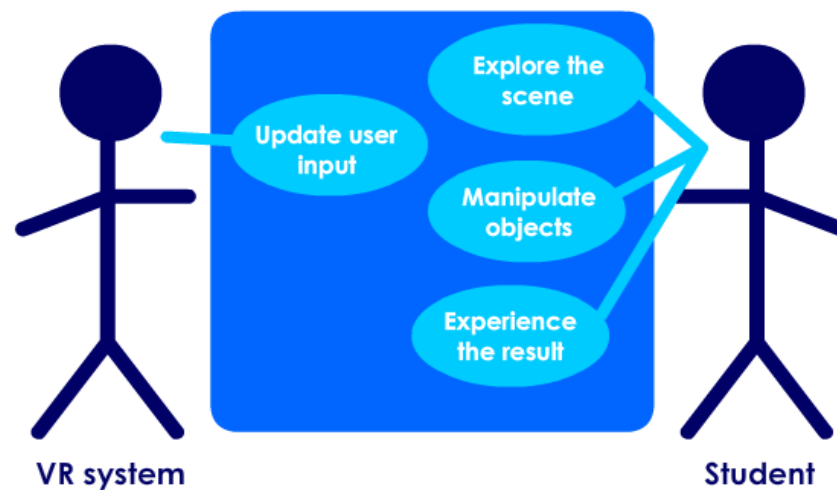 Explore the
scene
Update user
input
Manipulate
objects
Experience
the result
VR system
Student